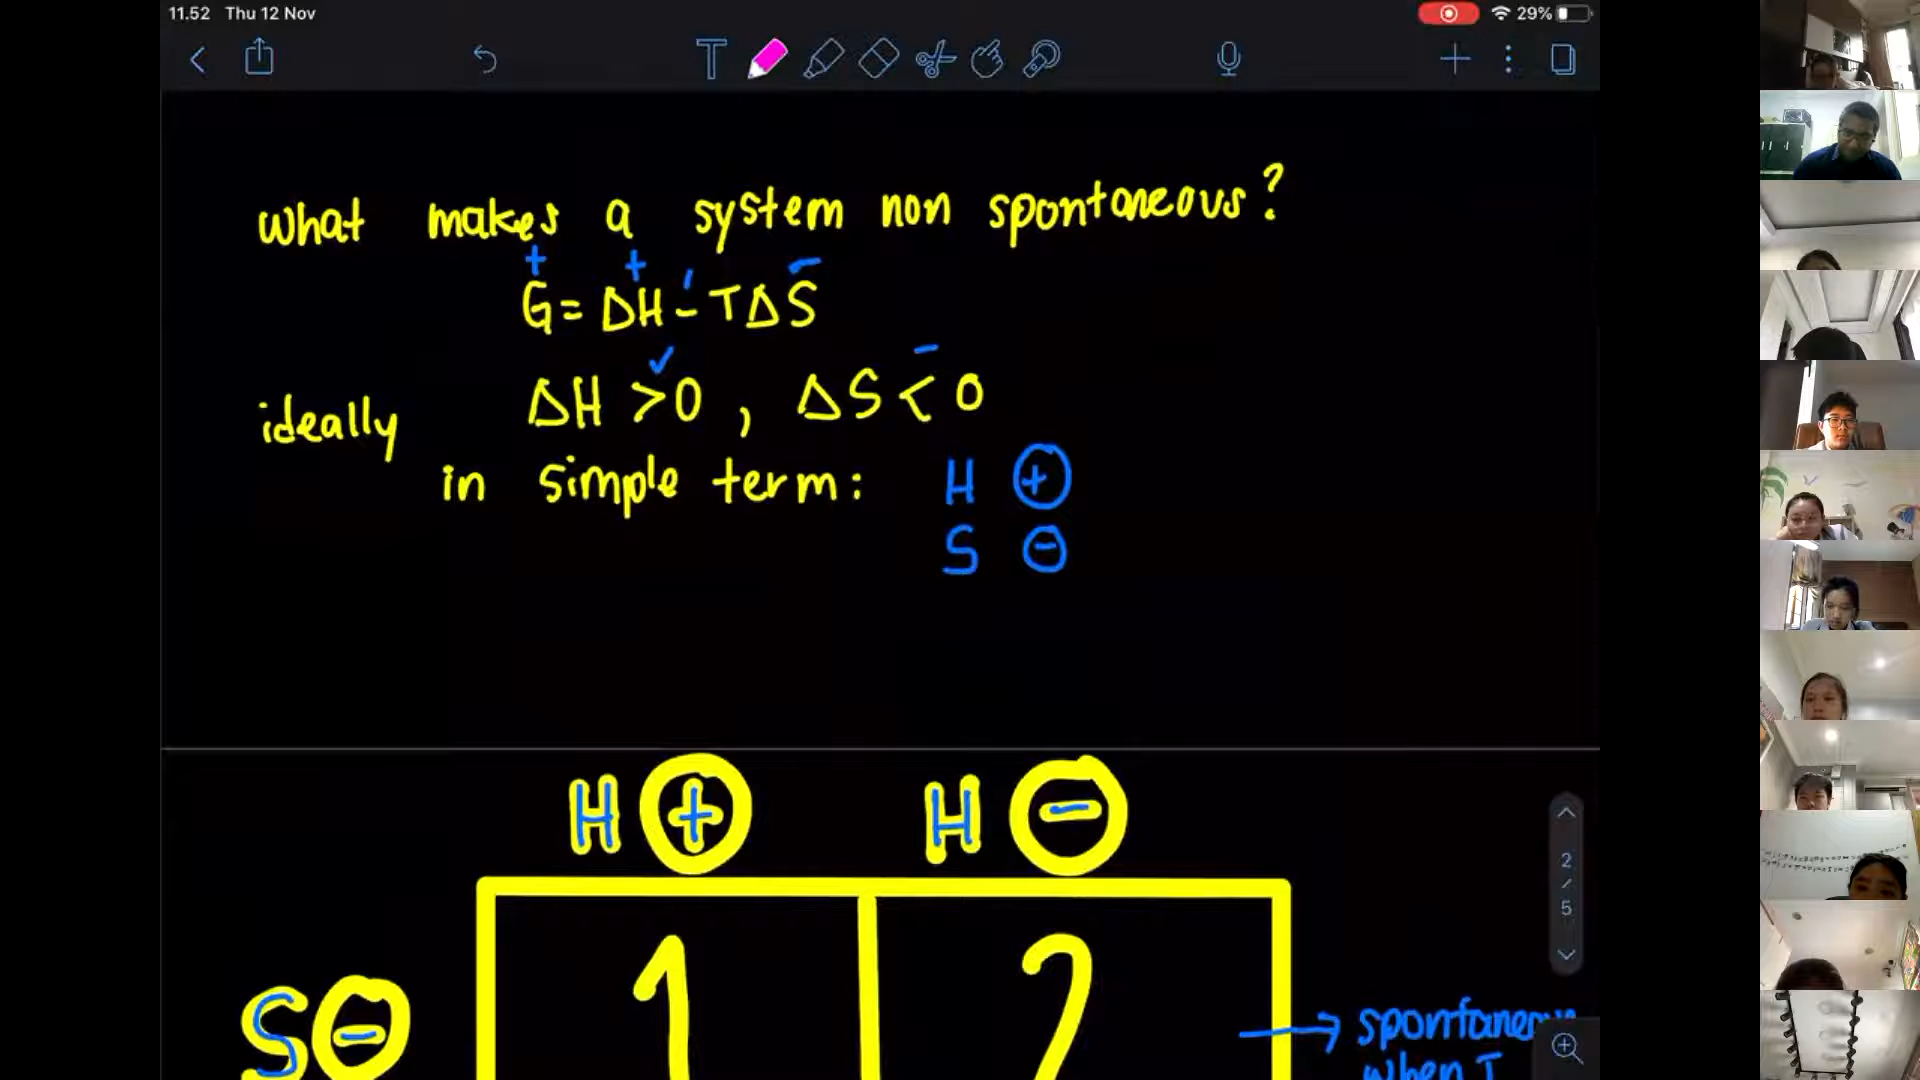 11.52 Thu 12 Nov
29%
T
what makes a system non spontaneous?
+ + - -
G = ΔH - TΔS
✓ -
ideally ΔH > 0 , ΔS < 0
in simple term: H +
S -
H + H -
S - 1 2
→ spontaneous
when T
2
/
5